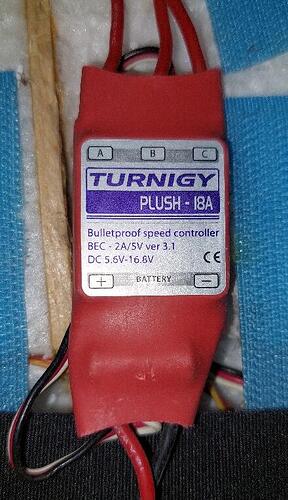 A B C
TURNIGY
PLUSH - 18A
Bulletproof speed controller
BEC - 2A/5V ver 3.1
DC 5.6V-16.8V CE
+ BATTERY -